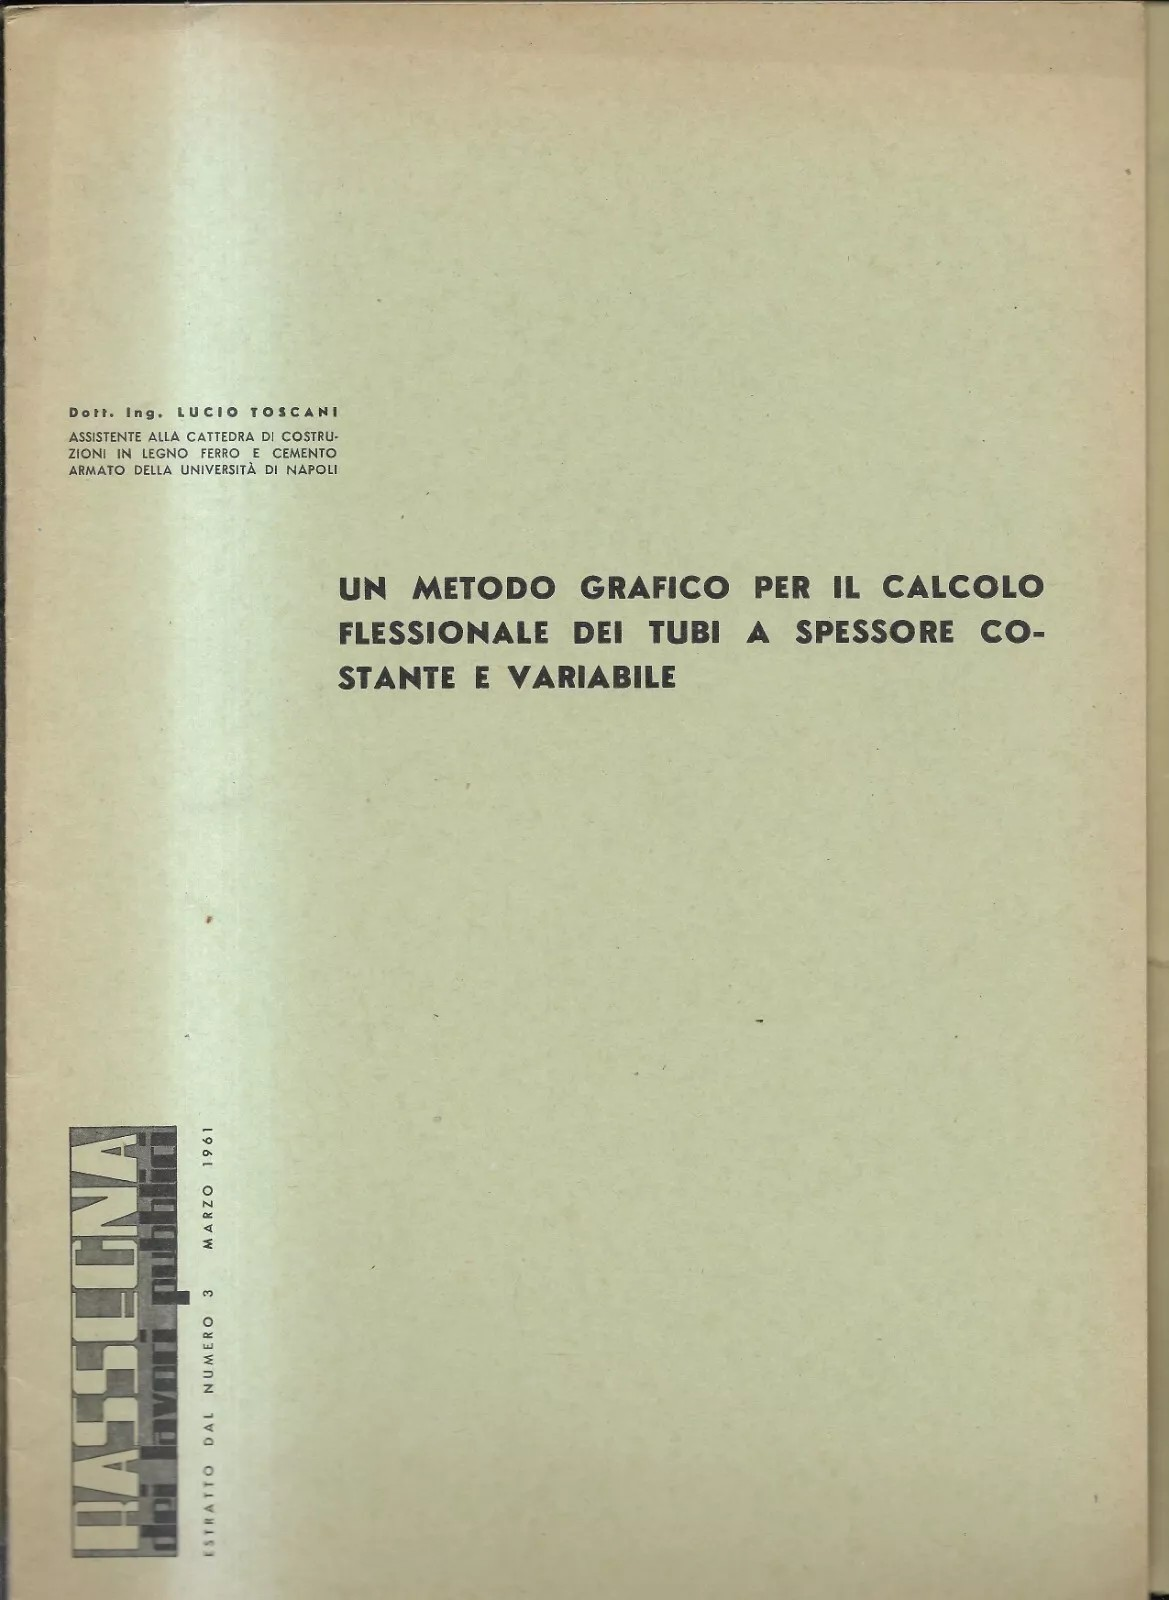 Dott. Ing. LUCIO TOSCANI
ASSISTENTE ALLA CATTEDRA DI COSTRU-
ZIONI IN LEGNO FERRO E CEMENTO
ARMATO DELLA UNIVERSITÀ DI NAPOLI
UN METODO GRAFICO PER IL CALCOLO
FLESSIONALE DEI TUBI A SPESSORE CO-
STANTE E VARIABILE
RASSEGNA
dei lavori pubblici
ESTRATTO DAL NUMERO 3 MARZO 1961